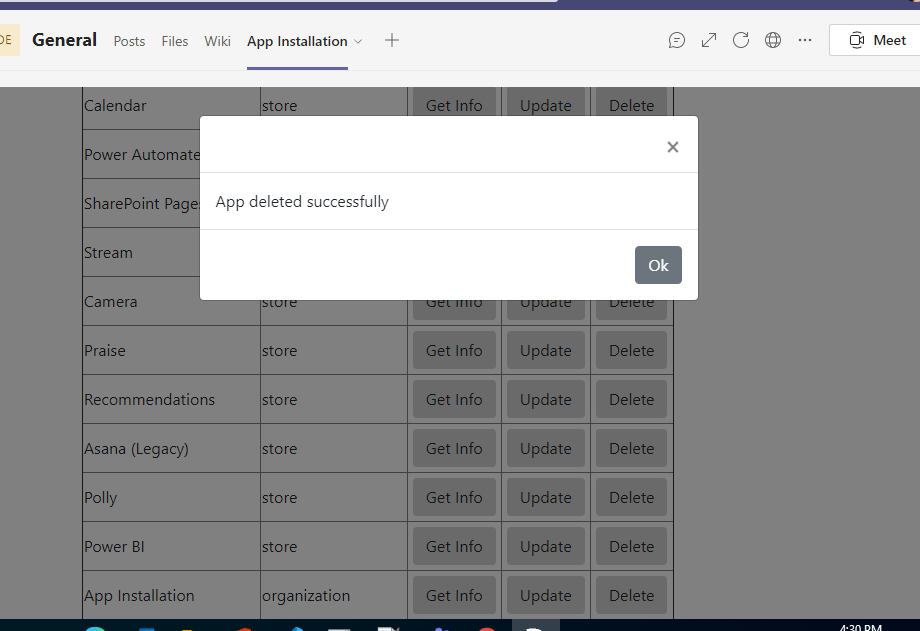 DE General Posts Files Wiki App Installation Meet
Calendar store Get Info Update Delete
Power Automate
×
SharePoint Pages
App deleted successfully
Stream
Ok
Camera store Get Info Update Delete
Praise store Get Info Update Delete
Recommendations store Get Info Update Delete
Asana (Legacy) store Get Info Update Delete
Polly store Get Info Update Delete
Power BI store Get Info Update Delete
App Installation organization Get Info Update Delete
4:30 PM